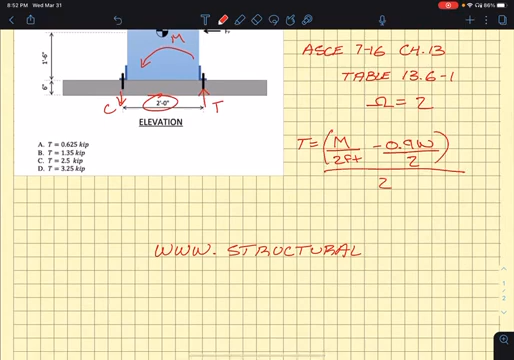 8:52 PM Wed Mar 31
86%
M
1'-6"
6"
C
2'-0"
T
ELEVATION
A. T = 0.625 kip
B. T = 1.35 kip
C. T = 2.5 kip
D. T = 3.25 kip
ASCE 7-16 CH.13
TABLE 13.6-1
Ω = 2
T = (M/2ft - 0.9W/2)
2
WWW. STRUCTURAL